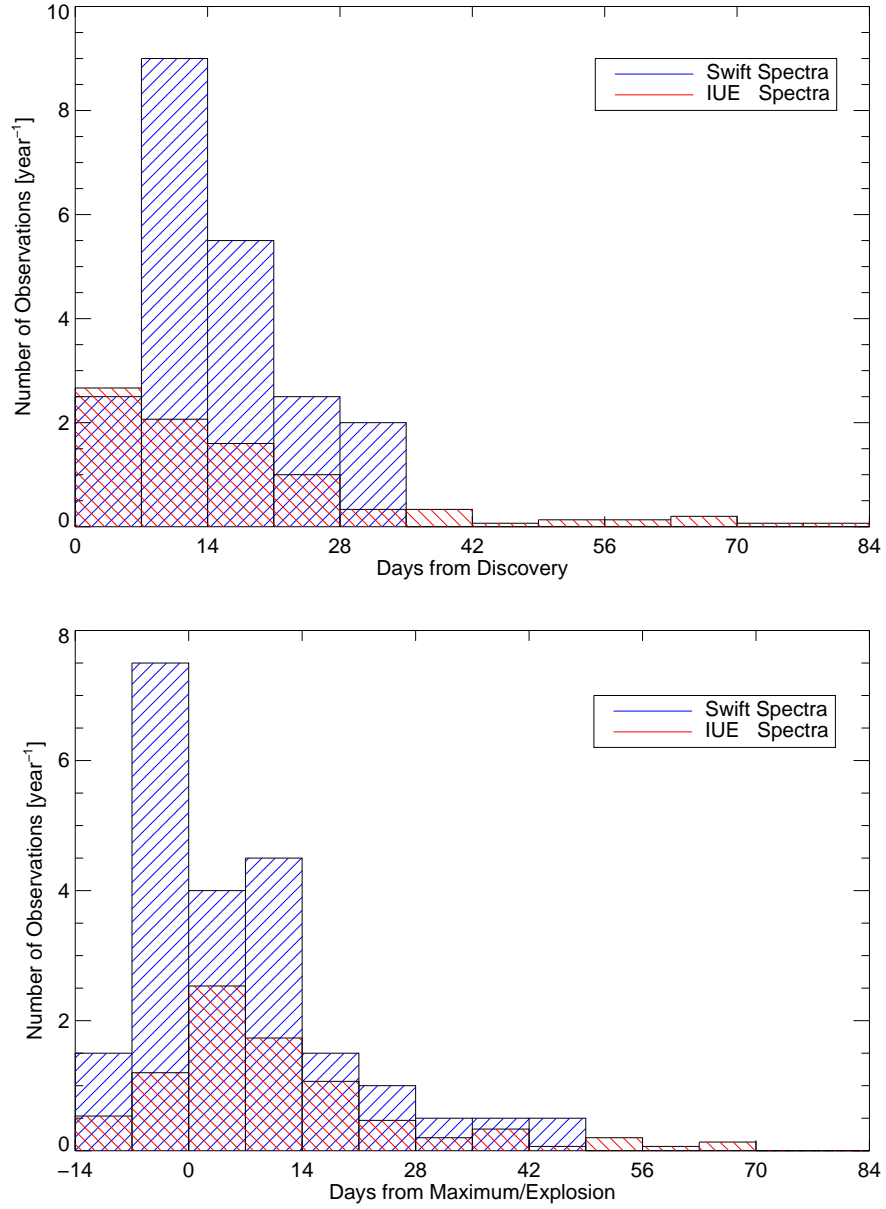 10
8
6
4
2
0
Number of Observations [year⁻¹]
Swift Spectra
IUE Spectra
0 14 28 42 56 70 84
Days from Discovery
8
6
4
2
0
Number of Observations [year⁻¹]
Swift Spectra
IUE Spectra
−14 0 14 28 42 56 70 84
Days from Maximum/Explosion